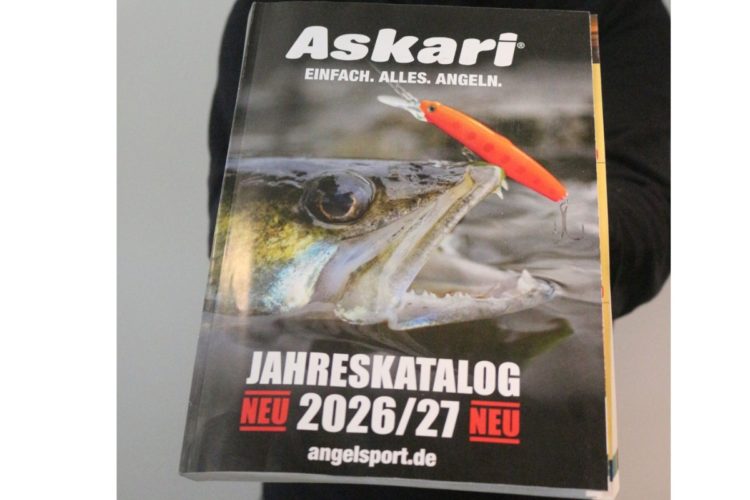 Askari®
EINFACH. ALLES. ANGELN.
JAHRESKATALOG
NEU 2026/27 NEU
angelsport.de